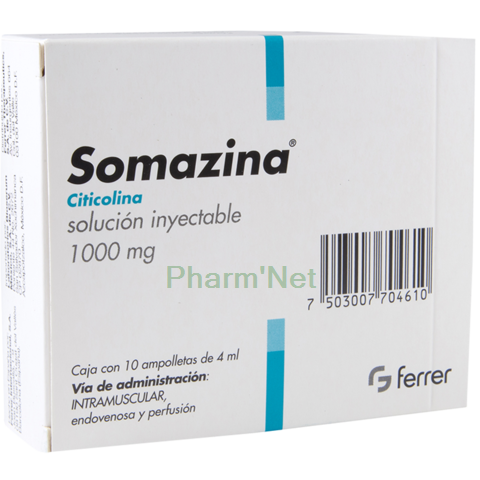 Somazina®
Citicolina
solución inyectable
1000 mg
Pharm'Net
7 503007 704610
Caja con 10 ampolletas de 4 ml
Vía de administración:
INTRAMUSCULAR,
endovenosa y perfusión
ferrer